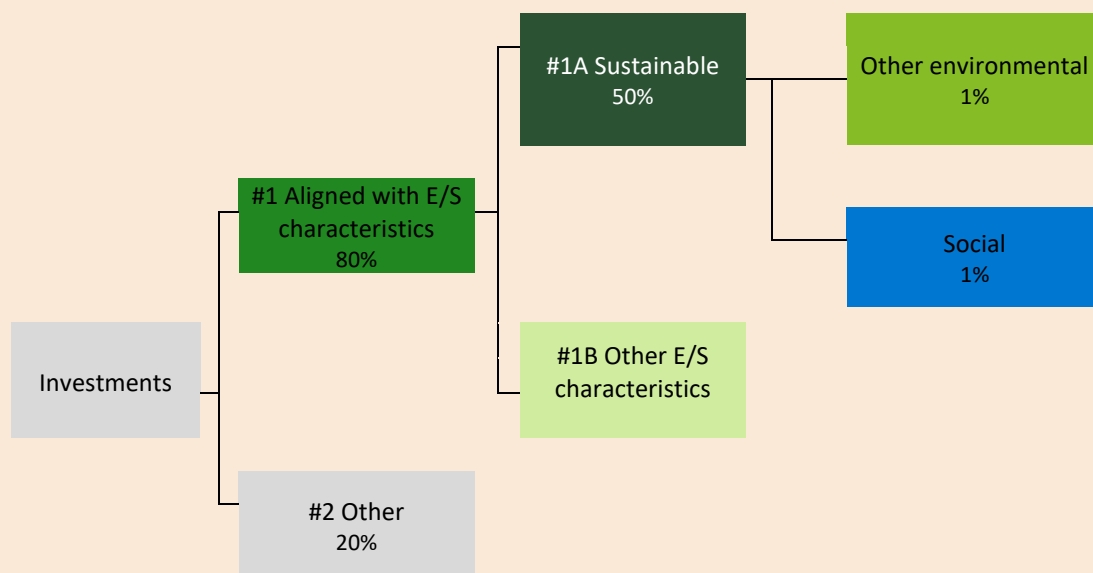 #1A Sustainable
50%
Other environmental
1%
#1 Aligned with E/S
characteristics
80%
Social
1%
Investments
#1B Other E/S
characteristics
#2 Other
20%